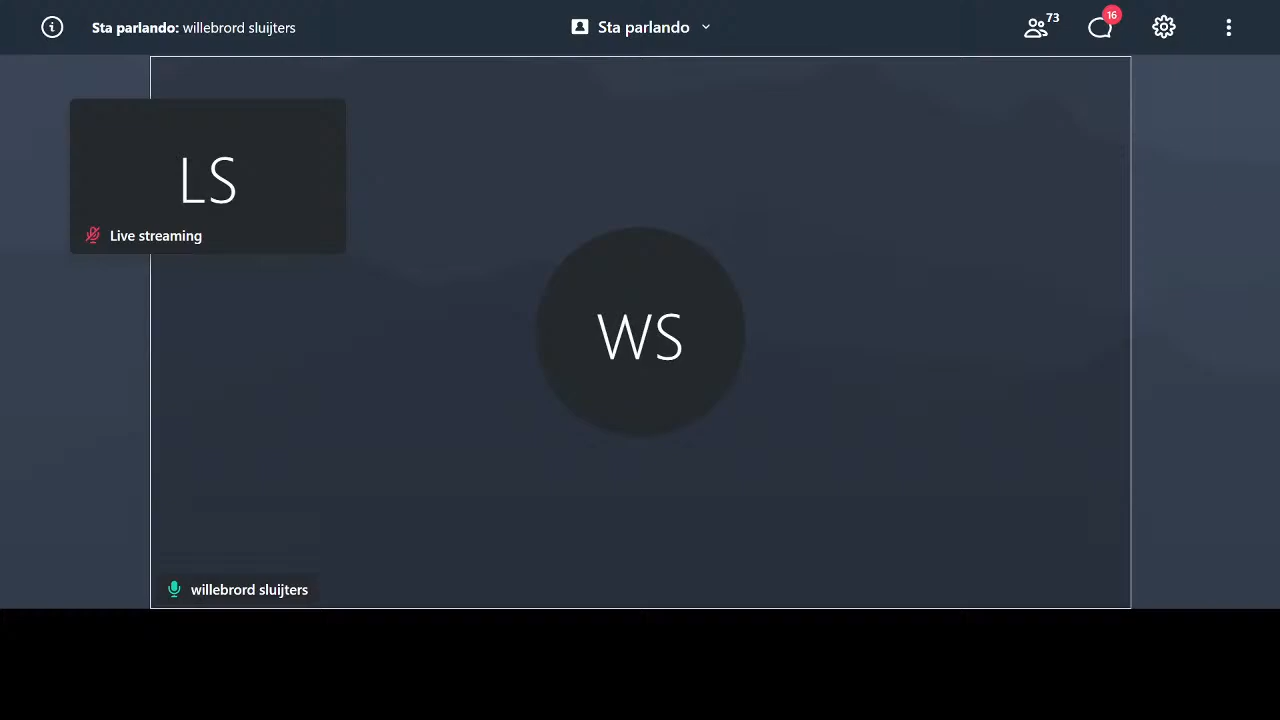 Sta parlando: willebrord sluijters
Sta parlando
73
16
LS
Live streaming
WS
willebrord sluijters